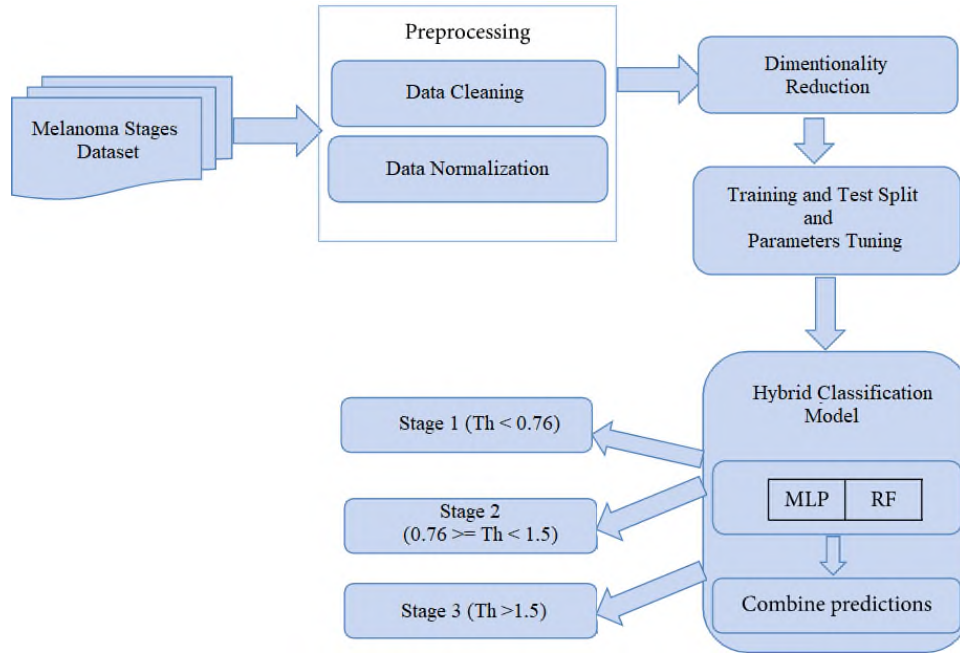 Melanoma Stages
Dataset
Preprocessing
Data Cleaning
Data Normalization
Dimentionality
Reduction
Training and Test Split
and
Parameters Tuning
Hybrid Classification
Model
MLP RF
Combine predictions
Stage 1 (Th < 0.76)
Stage 2
(0.76 >= Th < 1.5)
Stage 3 (Th >1.5)